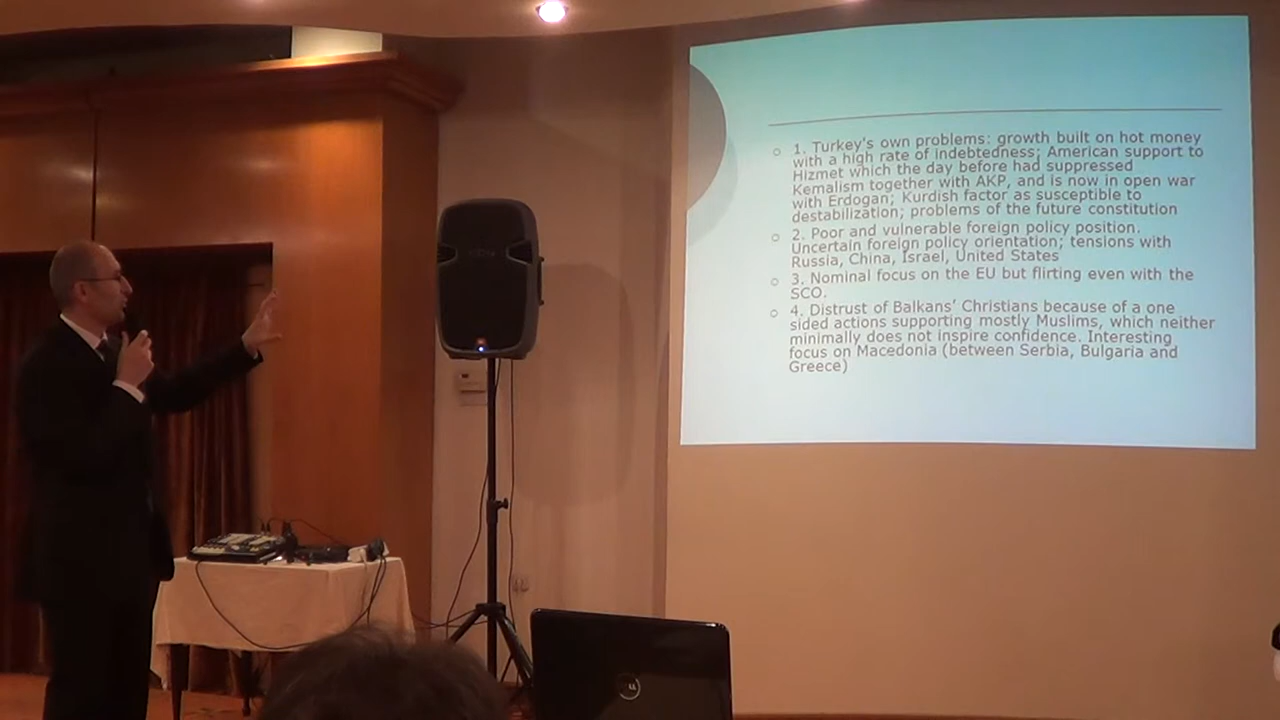 1. Turkey's own problems: growth built on hot money
with a high rate of indebtedness; American support to
Hizmet which the day before had suppressed
Kemalism together with AKP, and is now in open war
with Erdogan; Kurdish factor as susceptible to
destabilization; problems of the future constitution
2. Poor and vulnerable foreign policy position.
Uncertain foreign policy orientation; tensions with
Russia, China, Israel, United States
3. Nominal focus on the EU but flirting even with the
SCO.
4. Distrust of Balkans' Christians because of a one
sided actions supporting mostly Muslims, which neither
minimally does not inspire confidence. Interesting
focus on Macedonia (between Serbia, Bulgaria and
Greece)